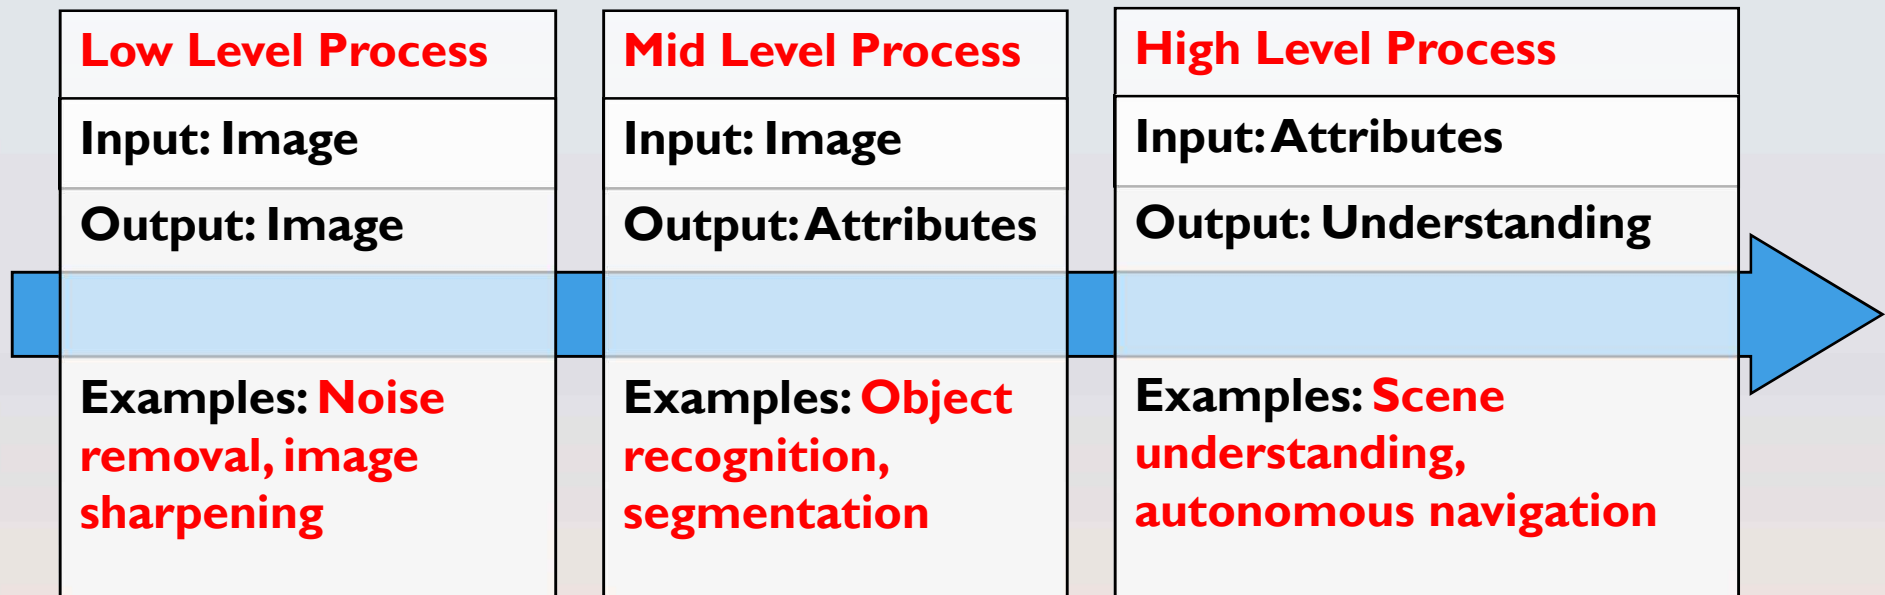 Low Level Process
Input: Image
Output: Image
Examples: Noise
removal, image
sharpening
Mid Level Process
Input: Image
Output: Attributes
Examples: Object
recognition,
segmentation
High Level Process
Input: Attributes
Output: Understanding
Examples: Scene
understanding,
autonomous navigation